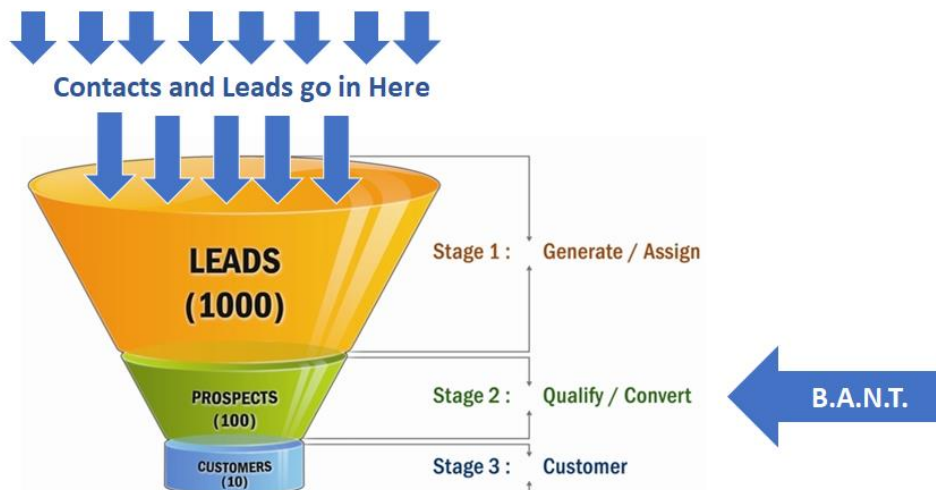 Contacts and Leads go in Here
LEADS
(1000)
Stage 1 : Generate / Assign
PROSPECTS
(100)
Stage 2 : Qualify / Convert
B.A.N.T.
CUSTOMERS
(10)
Stage 3 : Customer